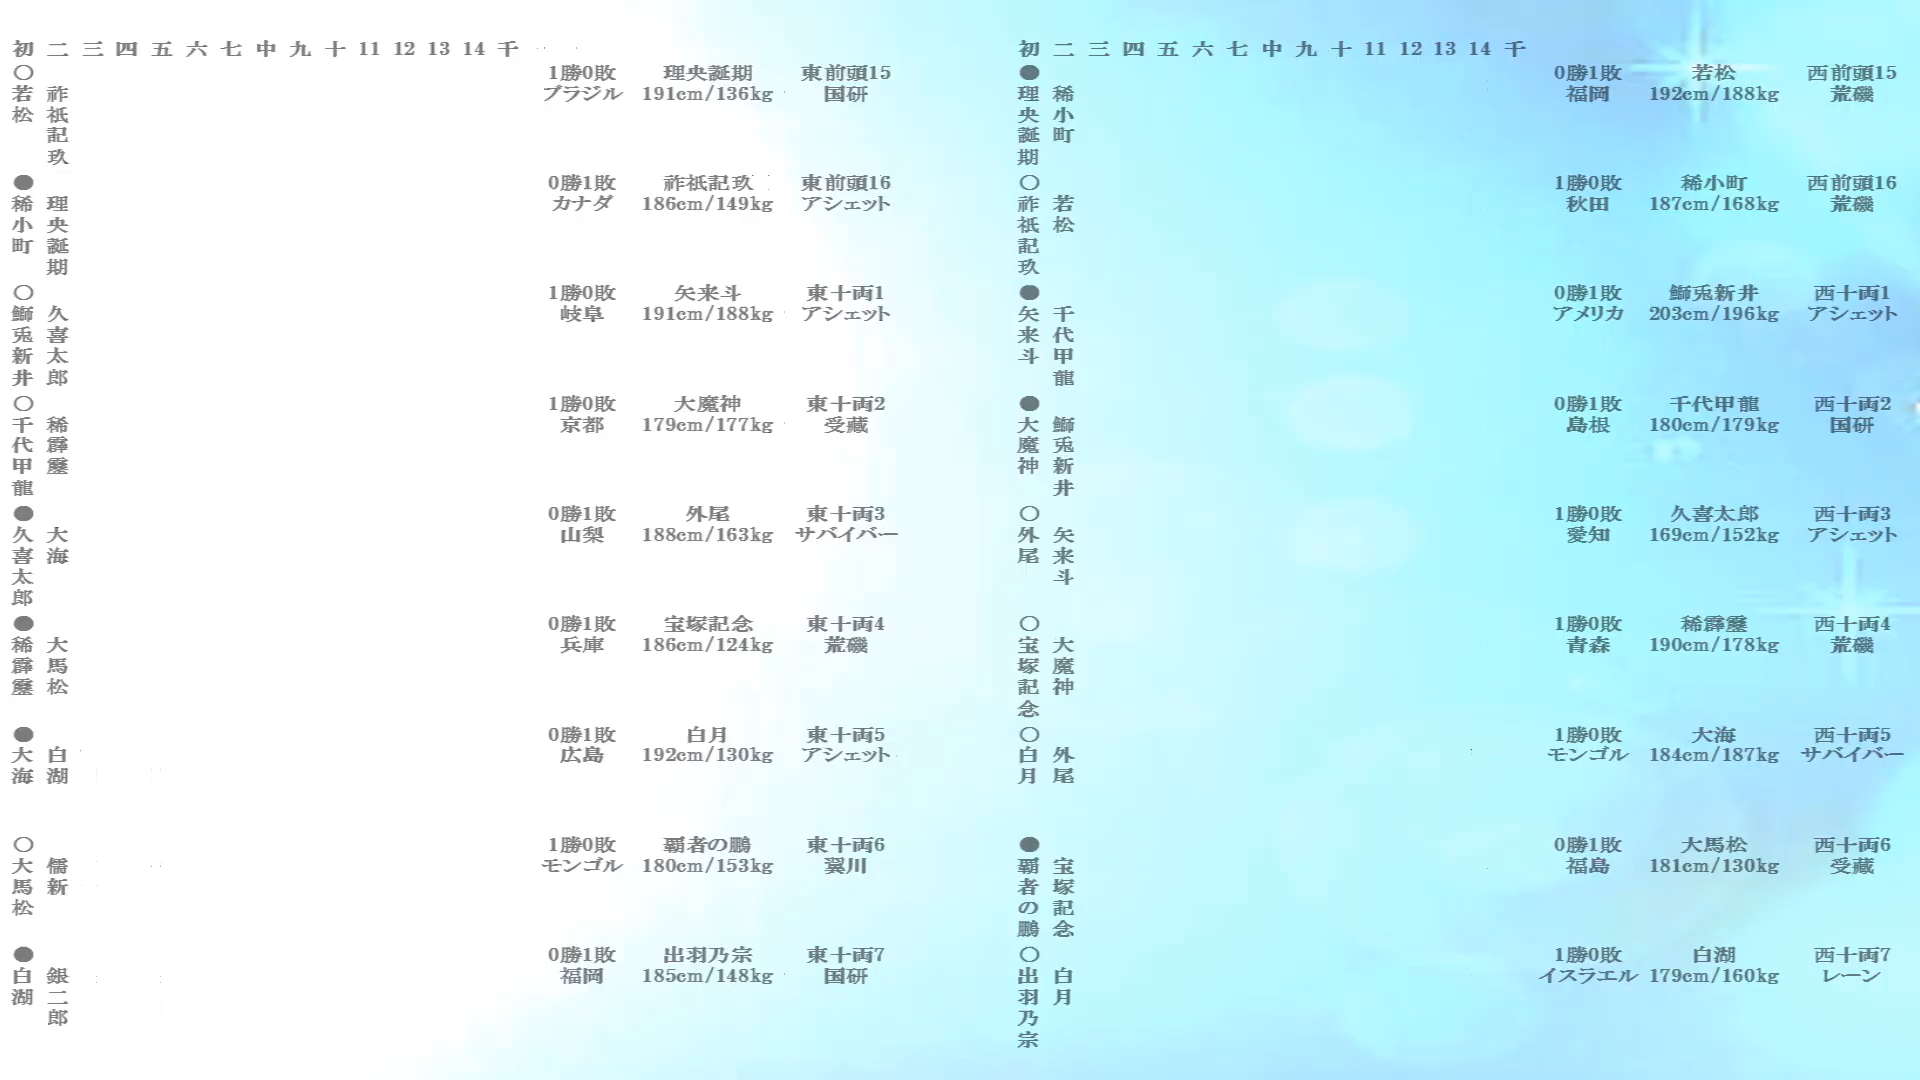 初 二 三 四 五 六 七 中 九 十 11 12 13 14 千
〇若松 祚祇記玖
1勝0敗 理央誕期 東前頭15
ブラジル 191cm/136kg 国研
●稀小町 理央誕期
0勝1敗 祚祇記玖 東前頭16
カナダ 186cm/149kg アシェット
〇鰤兎新井 久喜太郎
1勝0敗 矢来斗 東十両1
岐阜 191cm/188kg アシェット
〇千代甲龍 稀霹靂
1勝0敗 大魔神 東十両2
京都 179cm/177kg 受藏
●久喜太郎 大海
0勝1敗 外尾 東十両3
山梨 188cm/163kg サバイバー
●稀霹靂 大馬松
0勝1敗 宝塚記念 東十両4
兵庫 186cm/124kg 荒磯
●大海 白湖
0勝1敗 白月 東十両5
広島 192cm/130kg アシェット
〇大馬松 儒新
1勝0敗 覇者の鵬 東十両6
モンゴル 180cm/153kg 翼川
●白湖 銀二郎
0勝1敗 出羽乃宗 東十両7
福岡 185cm/148kg 国研
初 二 三 四 五 六 七 中 九 十 11 12 13 14 千
●理央誕期 稀小町
0勝1敗 若松 西前頭15
福岡 192cm/188kg 荒磯
〇祚祇記玖 若松
1勝0敗 稀小町 西前頭16
秋田 187cm/168kg 荒磯
●矢来斗 千代甲龍
0勝1敗 鰤兎新井 西十両1
アメリカ 203cm/196kg アシェット
●大魔神 鰤兎新井
0勝1敗 千代甲龍 西十両2
島根 180cm/179kg 国研
〇外尾 矢来斗
1勝0敗 久喜太郎 西十両3
愛知 169cm/152kg アシェット
〇宝塚記念 大魔神
1勝0敗 稀霹靂 西十両4
青森 190cm/178kg 荒磯
〇白月 外尾
1勝0敗 大海 西十両5
モンゴル 184cm/187kg サバイバー
●覇者の鵬 宝塚記念
0勝1敗 大馬松 西十両6
福島 181cm/130kg 受藏
〇出羽乃宗 白月
1勝0敗 白湖 西十両7
イスラエル 179cm/160kg レーン